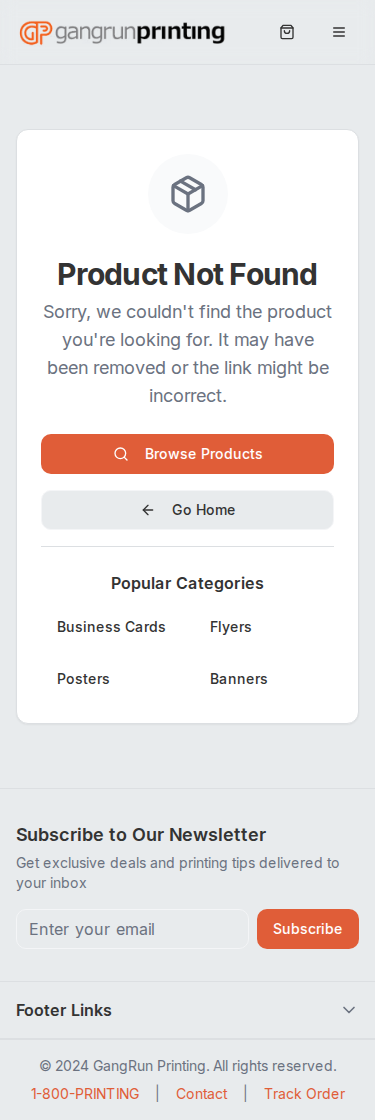 gangrunprinting
Product Not Found
Sorry, we couldn't find the product
you're looking for. It may have
been removed or the link might be
incorrect.
Browse Products
Go Home
Popular Categories
Business Cards
Flyers
Posters
Banners
Subscribe to Our Newsletter
Get exclusive deals and printing tips delivered to
your inbox
Enter your email
Subscribe
Footer Links
© 2024 GangRun Printing. All rights reserved.
1-800-PRINTING | Contact | Track Order